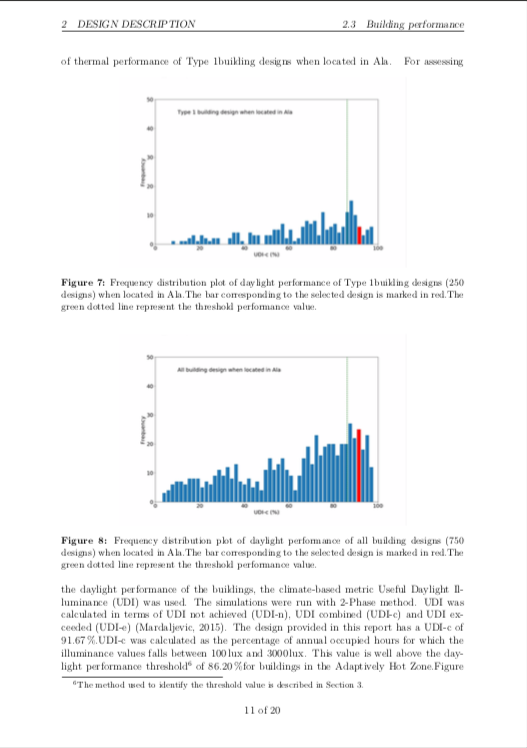 2 DESIGN DESCRIPTION 2.3 Building performance
of thermal performance of Type 1building designs when located in Ala. For assessing
50
Type 1 building design when located in Ala
40
30
Frequency
20
10
0
0 20 40 60 80 100
UDI-c (%)
Figure 7: Frequency distribution plot of daylight performance of Type 1building designs (250
designs) when located in Ala.The bar corresponding to the selected design is marked in red.The
green dotted line represent the threshold performance value.
50
All building design when located in Ala
40
30
Frequency
20
10
0
0 20 40 60 80 100
UDI-c (%)
Figure 8: Frequency distribution plot of daylight performance of all building designs (750
designs) when located in Ala.The bar corresponding to the selected design is marked in red.The
green dotted line represent the threshold performance value.
the daylight performance of the buiklings, the climate-based metric Useful Daylight Il-
luminance (UDI) was used. The simulations were run with 2-Phase method. UDI was
calculated in terms of UDI not achieved (UDI-n), UDI combined (UDI-c) and UDI ex-
ceeded (UDI-e) (Mardaljevic, 2015). The design provided in this report has a UDI-c of
91.67%.UDI-c was calculated as the percentage of annual occupied hours for which the
illuminance values falls between 100lux and 3000lux. This value is well above the day-
light performance threshold⁶ of 86.20%for buildings in the Adaptively Hot Zone.Figure
⁶The method used to identify the threshold value is described in Section 3.
11 of 20